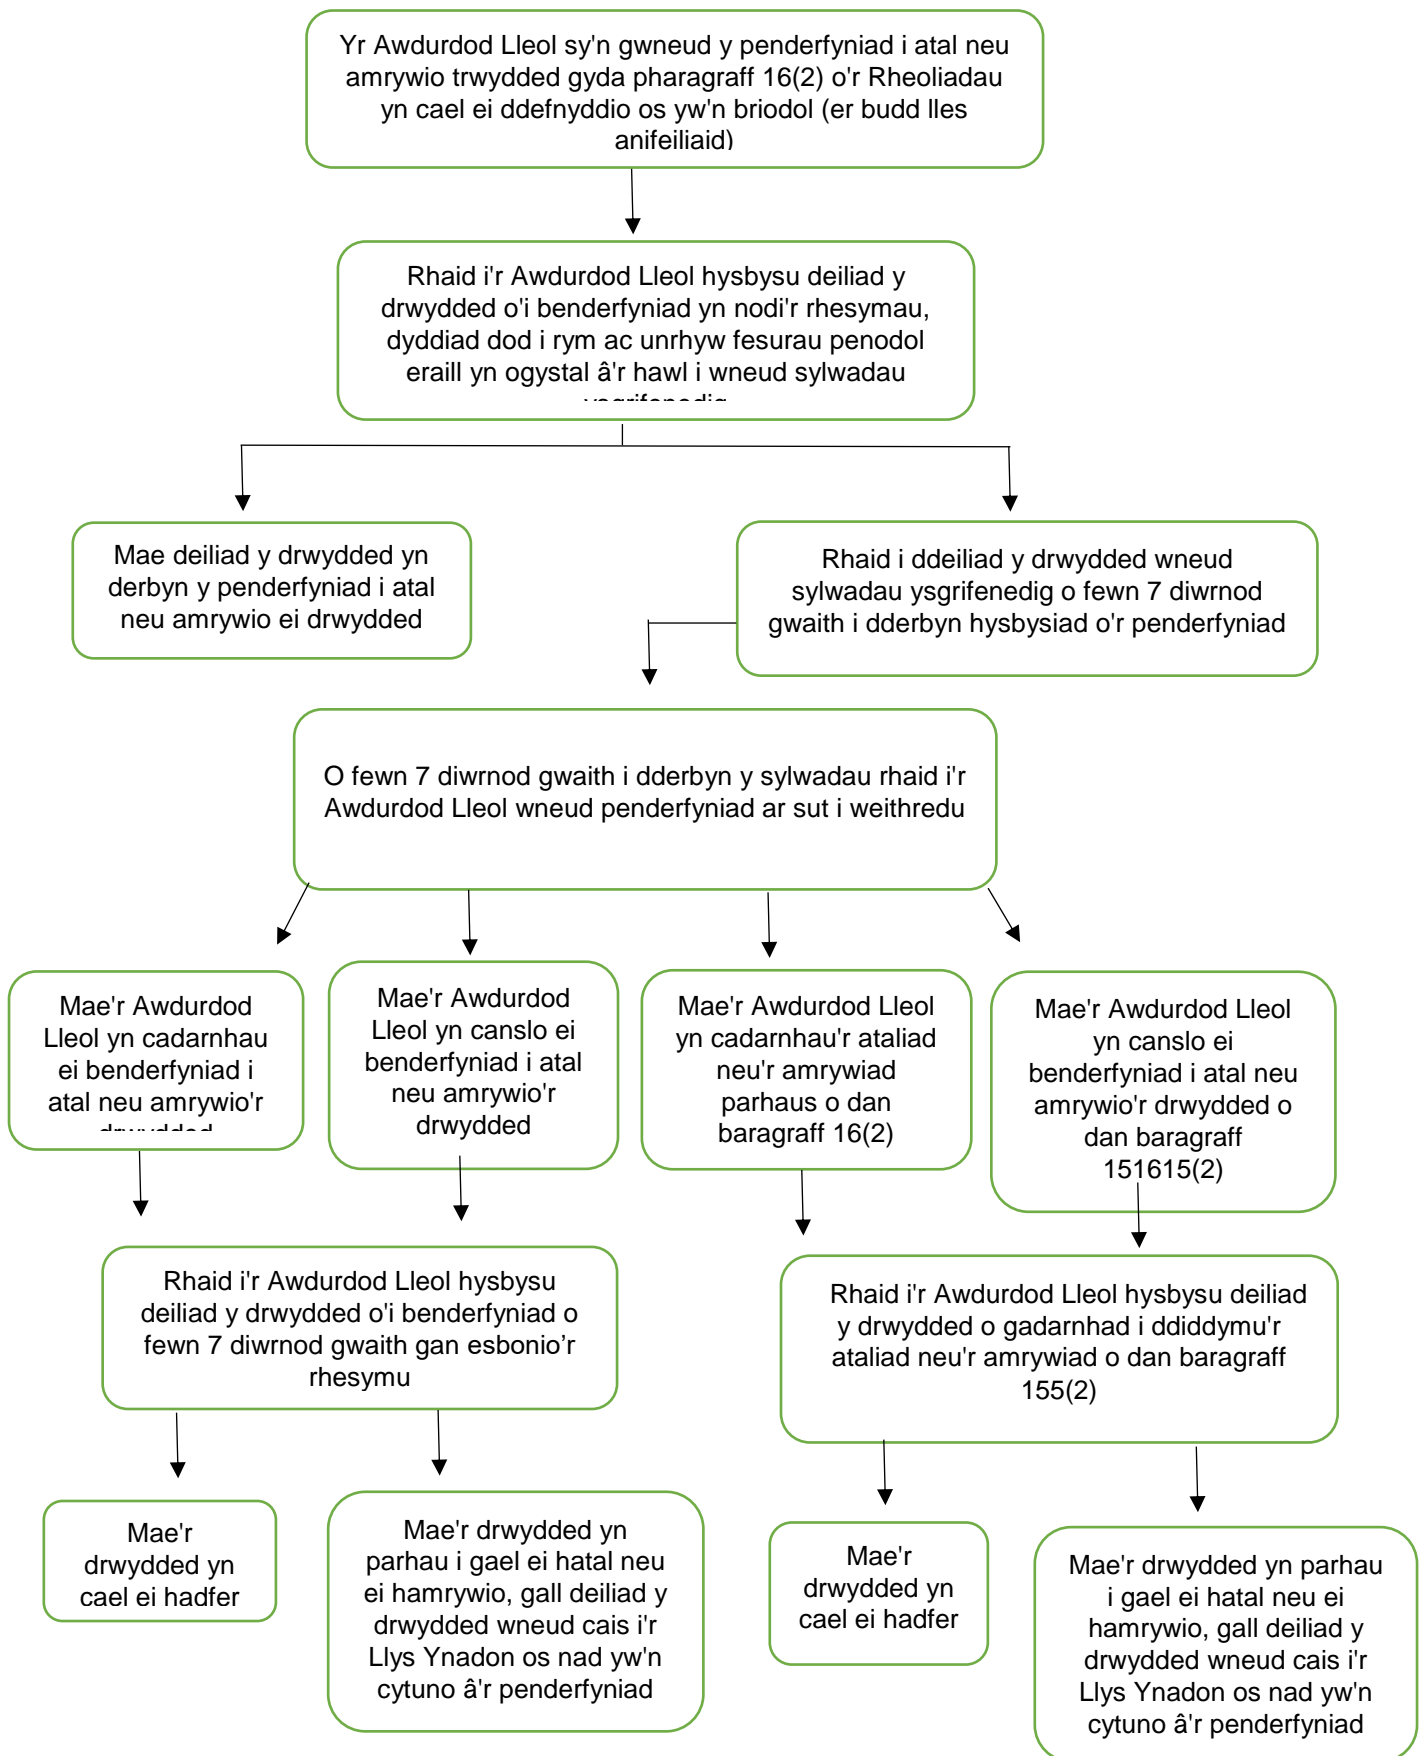 Yr Awdurdod Lleol sy'n gwneud y penderfyniad i atal neu
amrywio trwydded gyda pharagraff 16(2) o'r Rheoliadau
yn cael ei ddefnyddio os yw'n briodol (er budd lles
anifeiliaid)
Rhaid i'r Awdurdod Lleol hysbysu deiliad y
drwydded o'i benderfyniad yn nodi'r rhesymau,
dyddiad dod i rym ac unrhyw fesurau penodol
eraill yn ogystal â'r hawl i wneud sylwadau
ysgrifenedig
Mae deiliad y drwydded yn
derbyn y penderfyniad i atal
neu amrywio ei drwydded
Rhaid i ddeiliad y drwydded wneud
sylwadau ysgrifenedig o fewn 7 diwrnod
gwaith i dderbyn hysbysiad o'r penderfyniad
O fewn 7 diwrnod gwaith i dderbyn y sylwadau rhaid i'r
Awdurdod Lleol wneud penderfyniad ar sut i weithredu
Mae'r Awdurdod
Lleol yn cadarnhau
ei benderfyniad i
atal neu amrywio'r
drwydded
Mae'r Awdurdod
Lleol yn canslo ei
benderfyniad i atal
neu amrywio'r
drwydded
Mae'r Awdurdod Lleol
yn cadarnhau'r ataliad
neu'r amrywiad
parhaus o dan
baragraff 16(2)
Mae'r Awdurdod Lleol
yn canslo ei
benderfyniad i atal neu
amrywio'r drwydded o
dan baragraff
151615(2)
Rhaid i'r Awdurdod Lleol hysbysu
deiliad y drwydded o'i benderfyniad o
fewn 7 diwrnod gwaith gan esbonio’r
rhesymu
Rhaid i'r Awdurdod Lleol hysbysu deiliad
y drwydded o gadarnhad i ddiddymu'r
ataliad neu'r amrywiad o dan baragraff
155(2)
Mae'r
drwydded yn
cael ei hadfer
Mae'r drwydded yn
parhau i gael ei hatal neu
ei hamrywio, gall deiliad y
drwydded wneud cais i'r
Llys Ynadon os nad yw'n
cytuno â'r penderfyniad
Mae'r
drwydded yn
cael ei hadfer
Mae'r drwydded yn parhau
i gael ei hatal neu ei
hamrywio, gall deiliad y
drwydded wneud cais i'r
Llys Ynadon os nad yw'n
cytuno â'r penderfyniad